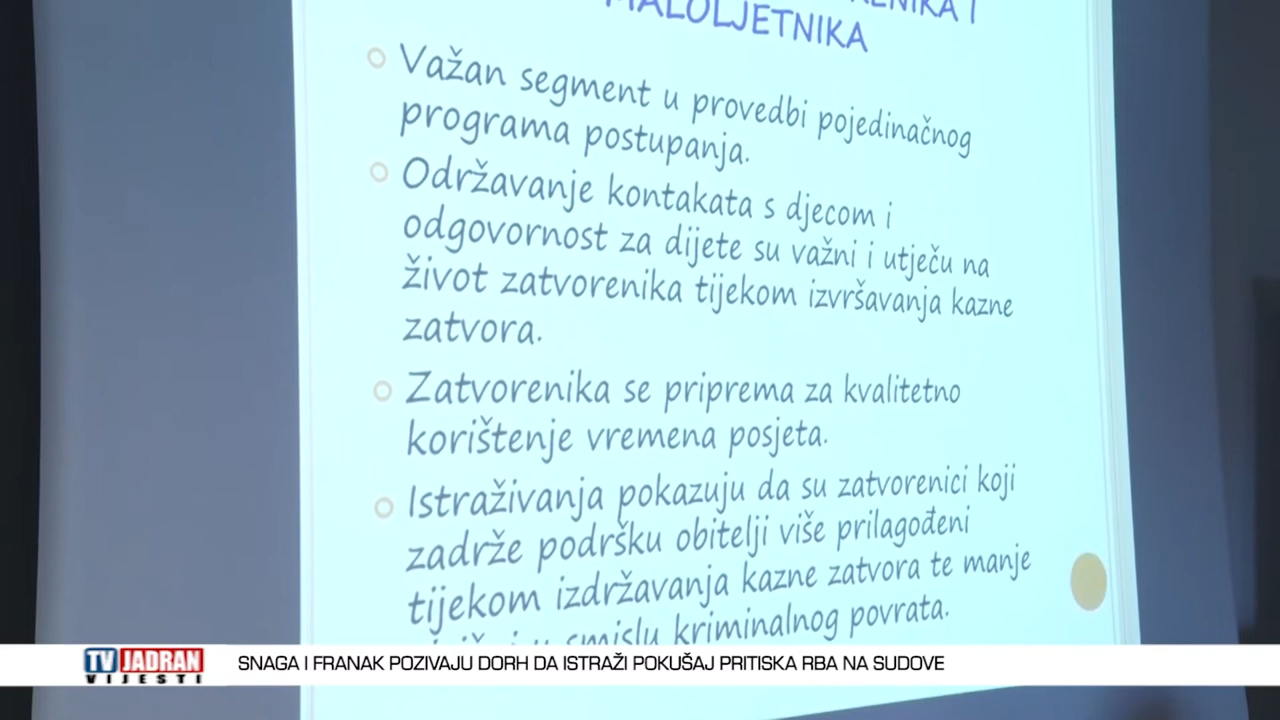 I
MALOLJETNIKA
Važan segment u provedbi pojedinačnog
programa postupanja.
Održavanje kontakata s djecom i
odgovornost za dijete su važni i utječu na
život zatvorenika tijekom izvršavanja kazne
zatvora.
Zatvorenika se priprema za kvalitetno
korištenje vremena posjeta.
Istraživanja pokazuju da su zatvorenici koji
zadrže podršku obitelji više prilagođeni
tijekom izdržavanja kazne zatvora te manje
u smislu kriminalnog povrata.
TV JADRAN
VIJESTI
SNAGA I FRANAK POZIVAJU DORH DA ISTRAŽI POKUŠAJ PRITISKA RBA NA SUDOVE